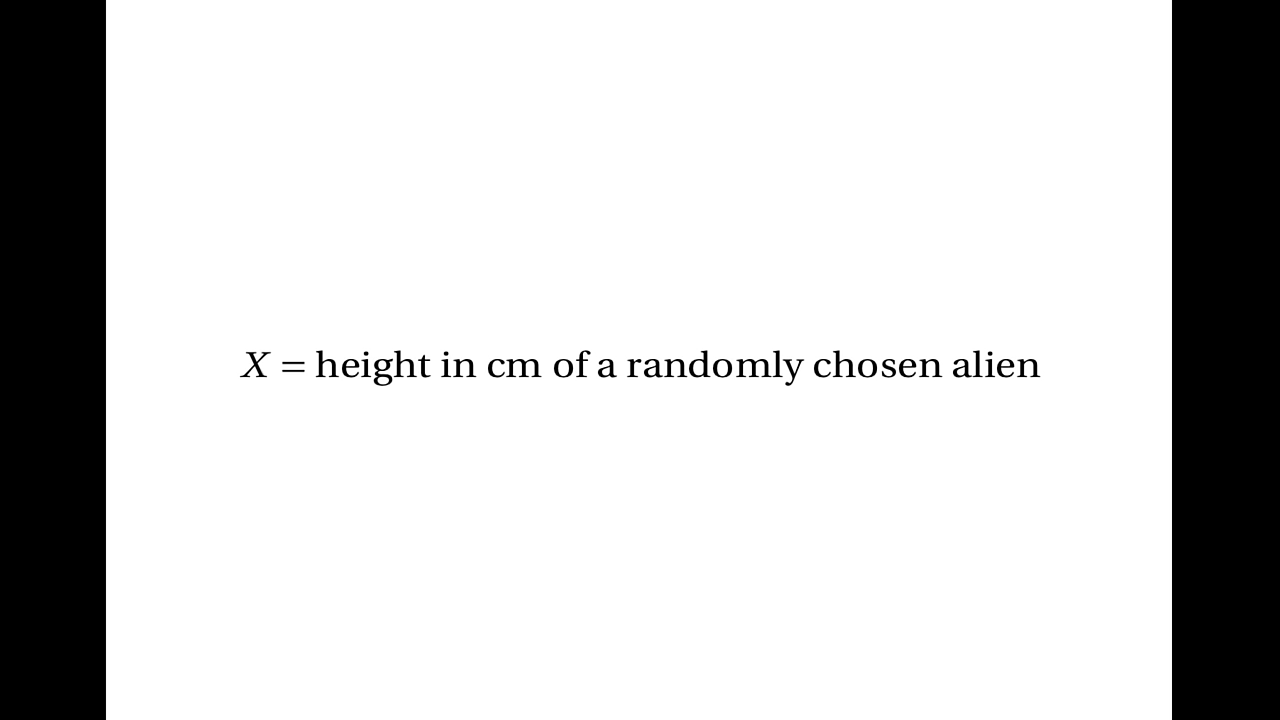 X = height in cm of a randomly chosen alien